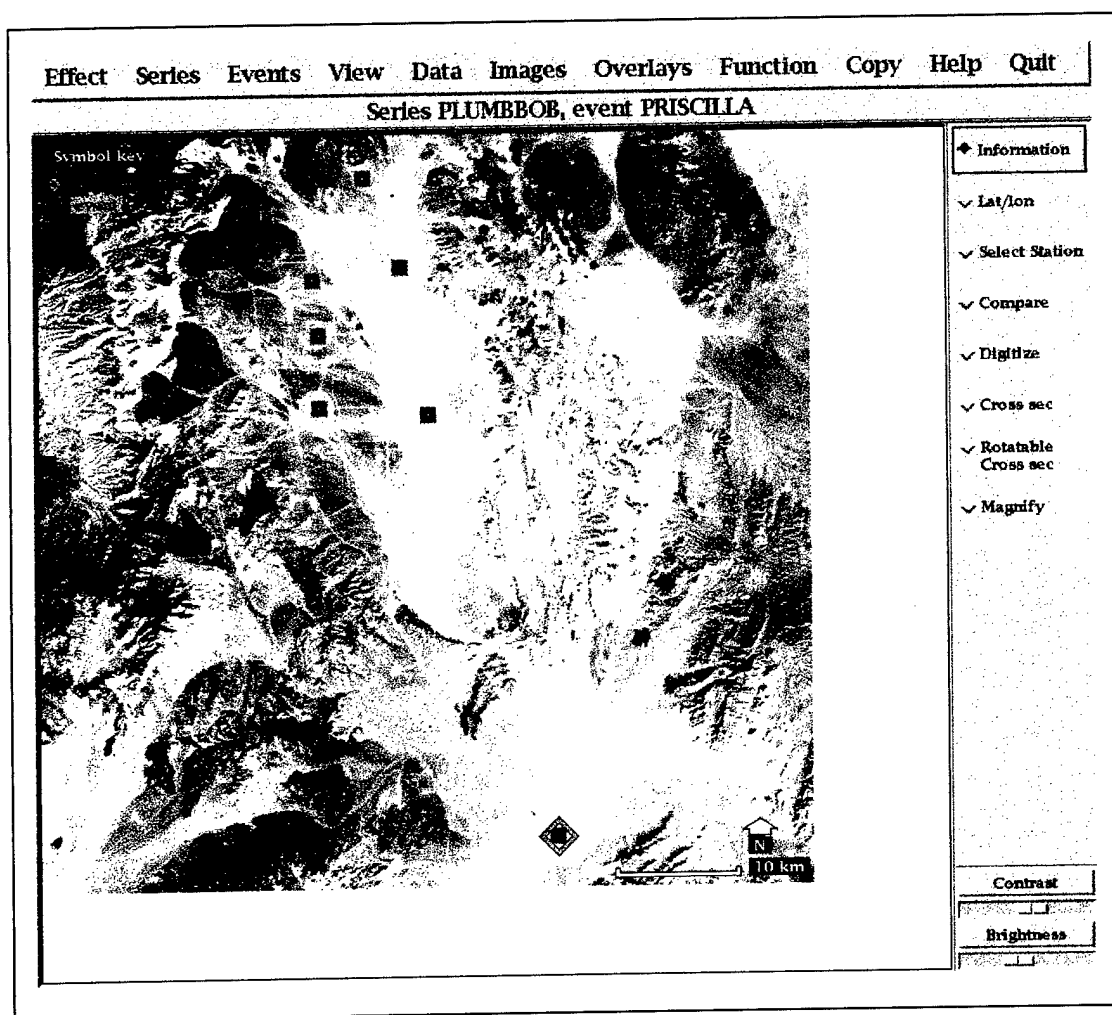 Effect Series Events View Data Images Overlays Function Copy Help Quit
Series PLUMBBOB, event PRISCILLA
Symbol Key
Information
Lat/lon
Select Station
Compare
Digitize
Cross sec
Rotatable
Cross sec
Magnify
N
10 km
Contrast
Brightness